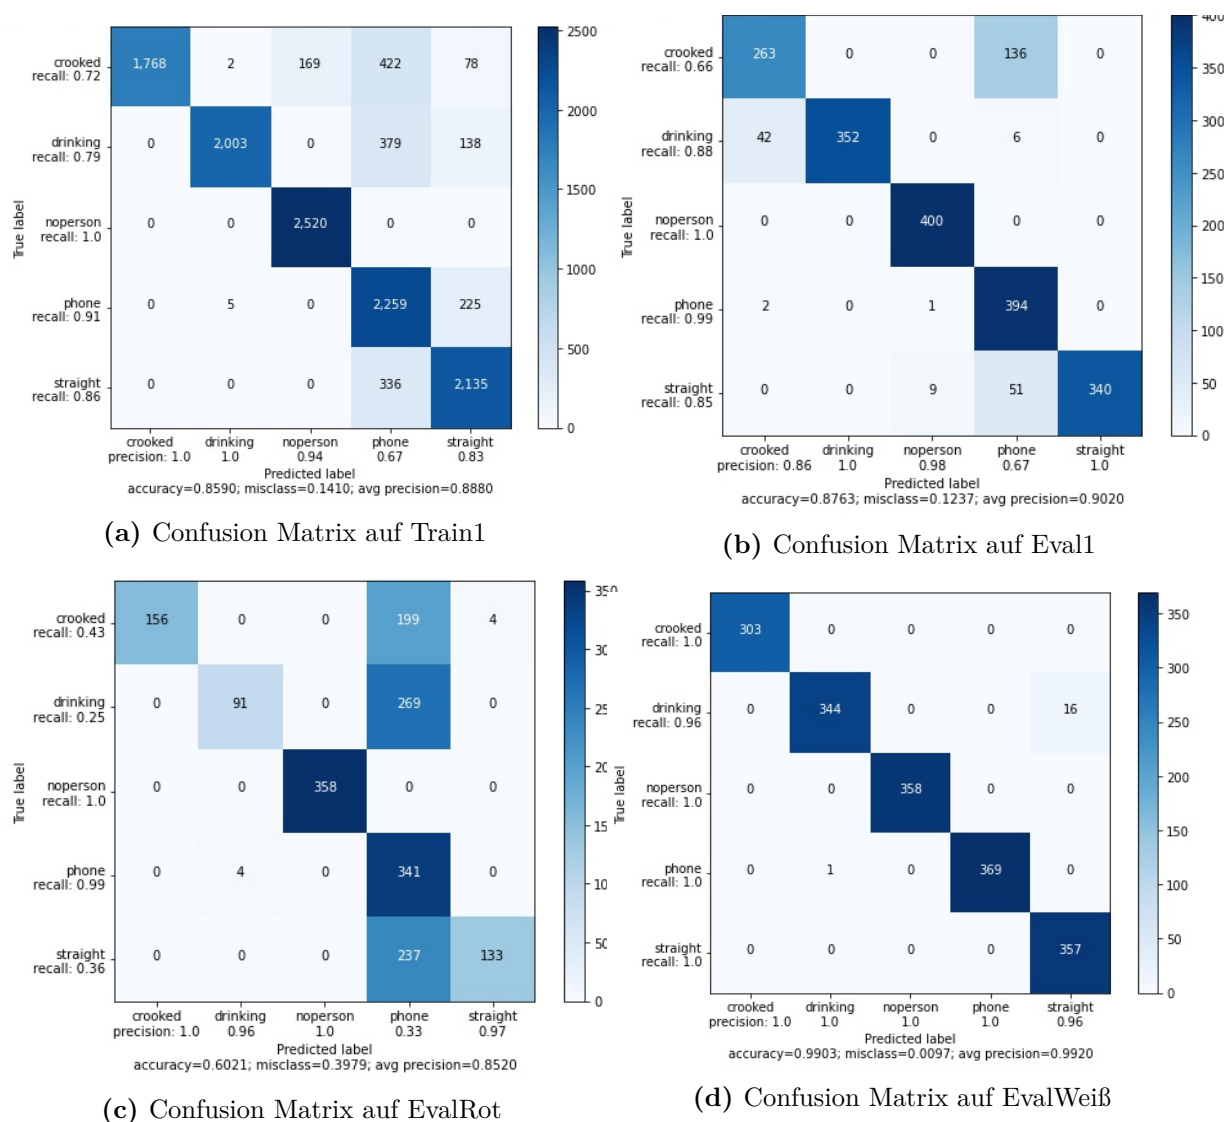 True label
crooked
recall: 0.72
1,768 2 169 422 78
drinking
recall: 0.79
0 2,003 0 379 138
noperson
recall: 1.0
0 0 2,520 0 0
phone
recall: 0.91
0 5 0 2,259 225
straight
recall: 0.86
0 0 0 336 2,135
2500
2000
1500
1000
500
0
crooked drinking noperson phone straight
precision: 1.0 1.0 0.94 0.67 0.83
Predicted label
accuracy=0.8590; misclass=0.1410; avg precision=0.8880
(a) Confusion Matrix auf Train1
True label
crooked
recall: 0.66
263 0 0 136 0
drinking
recall: 0.88
42 352 0 6 0
noperson
recall: 1.0
0 0 400 0 0
phone
recall: 0.99
2 0 1 394 0
straight
recall: 0.85
0 0 9 51 340
400
350
300
250
200
150
100
50
0
crooked drinking noperson phone straight
precision: 0.86 1.0 0.98 0.67 1.0
Predicted label
accuracy=0.8763; misclass=0.1237; avg precision=0.9020
(b) Confusion Matrix auf Eval1
True label
crooked
recall: 0.43
156 0 0 199 4
drinking
recall: 0.25
0 91 0 269 0
noperson
recall: 1.0
0 0 358 0 0
phone
recall: 0.99
0 4 0 341 0
straight
recall: 0.36
0 0 0 237 133
50
0
crooked drinking noperson phone straight
precision: 1.0 0.96 1.0 0.33 0.97
Predicted label
accuracy=0.6021; misclass=0.3979; avg precision=0.8520
(c) Confusion Matrix auf EvalRot
True label
crooked
recall: 1.0
303 0 0 0 0
drinking
recall: 0.96
0 344 0 0 16
noperson
recall: 1.0
0 0 358 0 0
phone
recall: 1.0
0 1 0 369 0
straight
recall: 1.0
0 0 0 0 357
350
300
250
200
150
100
50
0
crooked drinking noperson phone straight
precision: 1.0 1.0 1.0 1.0 0.96
Predicted label
accuracy=0.9903; misclass=0.0097; avg precision=0.9920
(d) Confusion Matrix auf EvalWeiß